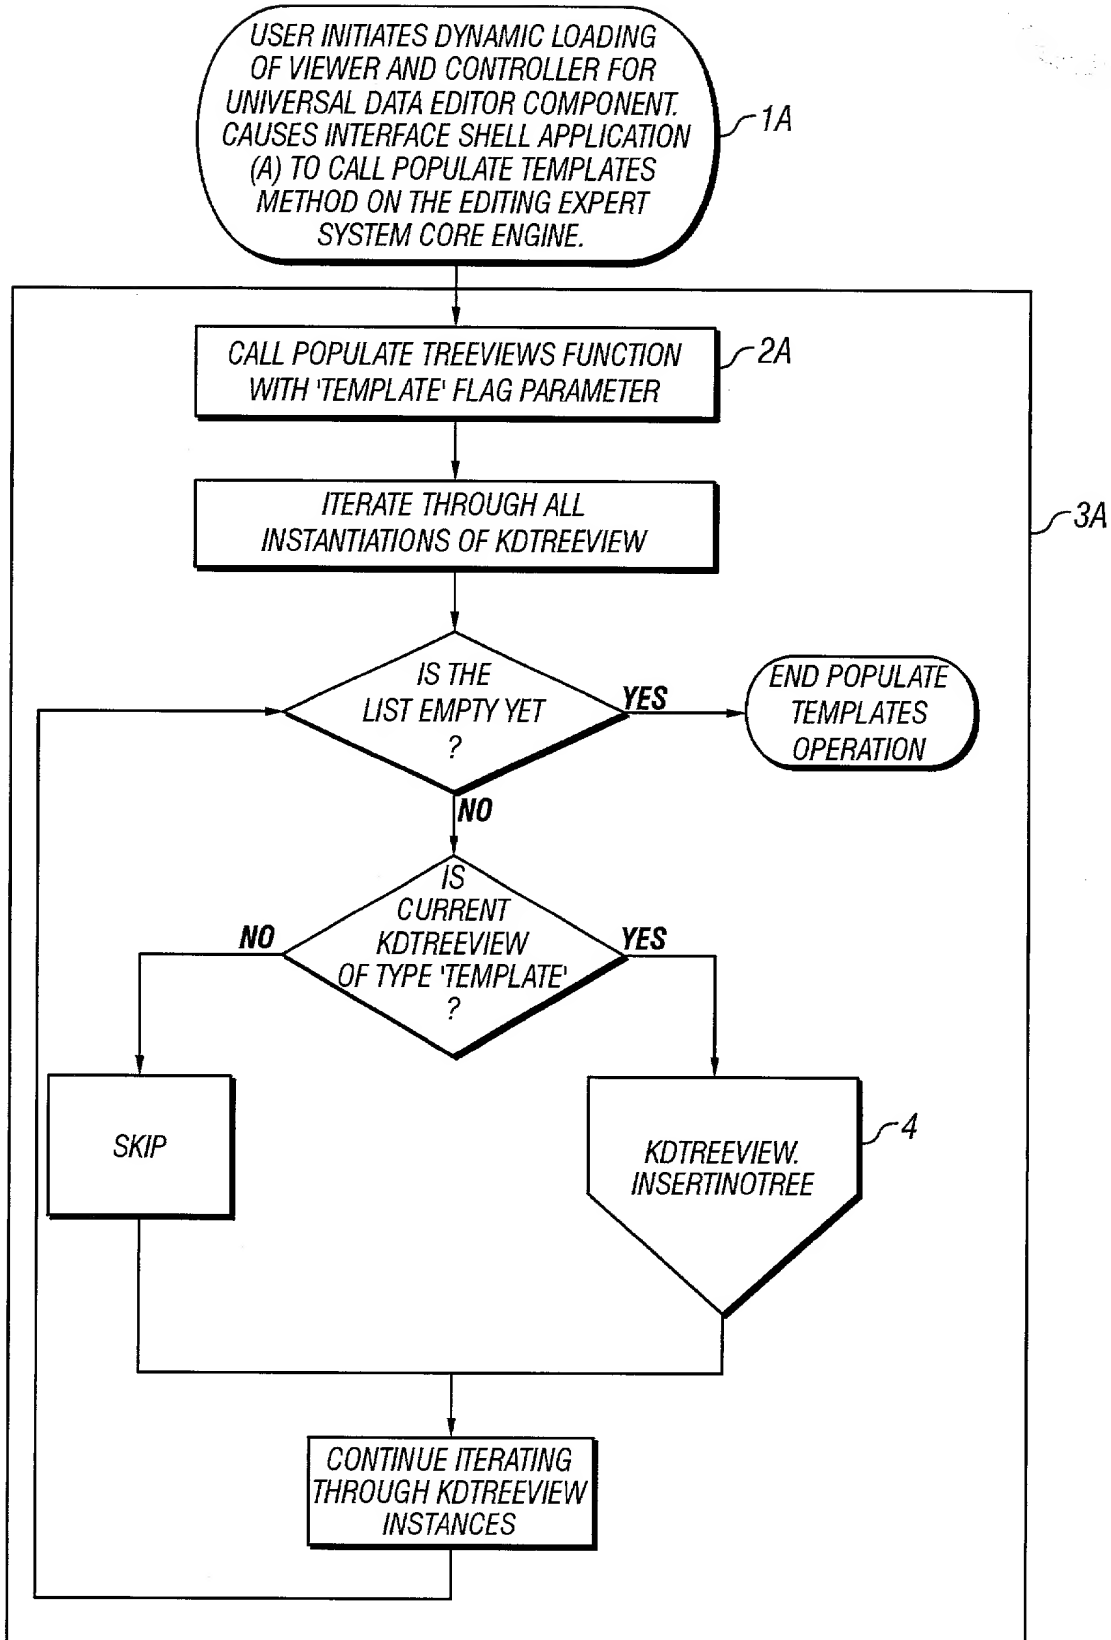 USER INITIATES DYNAMIC LOADING
OF VIEWER AND CONTROLLER FOR
UNIVERSAL DATA EDITOR COMPONENT.
CAUSES INTERFACE SHELL APPLICATION
(A) TO CALL POPULATE TEMPLATES
METHOD ON THE EDITING EXPERT
SYSTEM CORE ENGINE.
1A
CALL POPULATE TREEVIEWS FUNCTION
WITH 'TEMPLATE' FLAG PARAMETER
2A
ITERATE THROUGH ALL
INSTANTIATIONS OF KDTREEVIEW
3A
IS THE
LIST EMPTY YET
?
YES
END POPULATE
TEMPLATES
OPERATION
NO
IS
CURRENT
KDTREEVIEW
OF TYPE 'TEMPLATE'
?
NO
YES
SKIP
KDTREEVIEW.
INSERTINOTREE
4
CONTINUE ITERATING
THROUGH KDTREEVIEW
INSTANCES